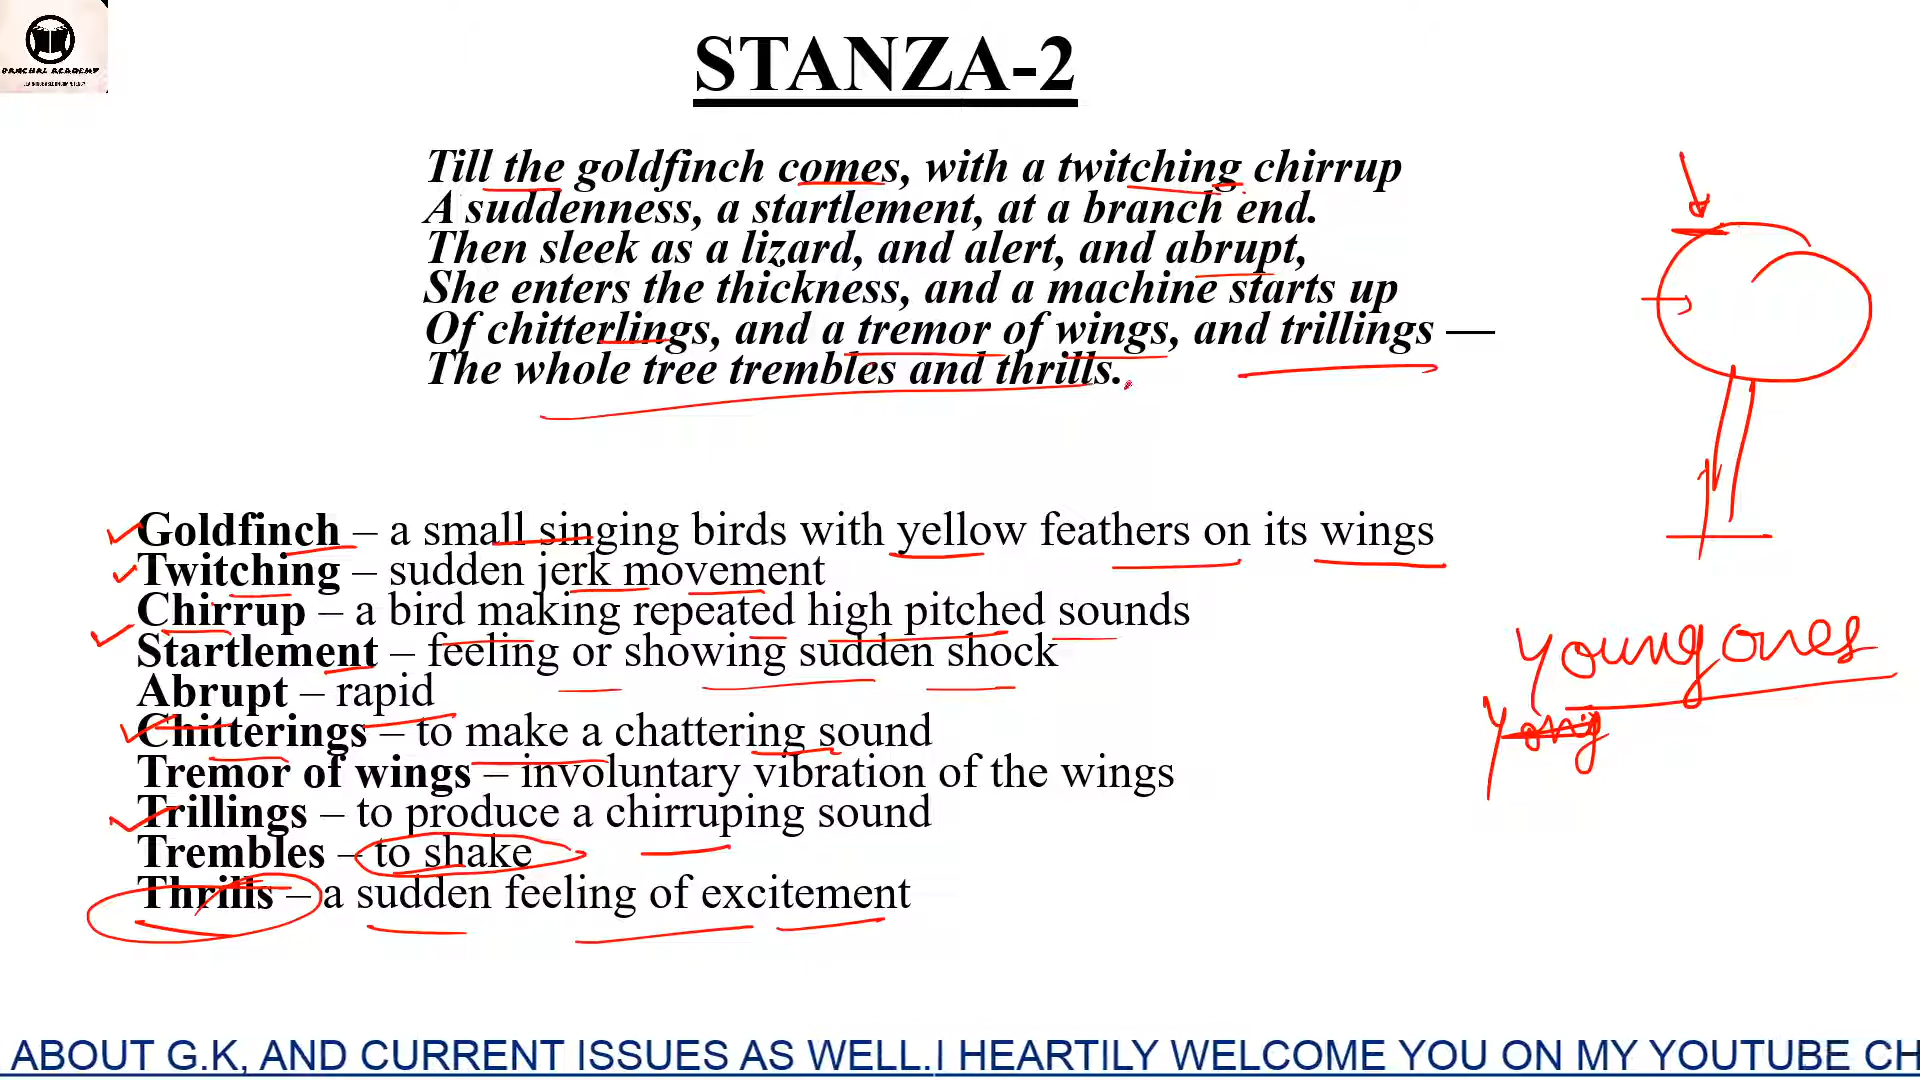 PANCHAL ACADEMY
STANZA-2
Till the goldfinch comes, with a twitching chirrup
A suddenness, a startlement, at a branch end.
Then sleek as a lizard, and alert, and abrupt,
She enters the thickness, and a machine starts up
Of chitterlings, and a tremor of wings, and trillings —
The whole tree trembles and thrills.
Goldfinch – a small singing birds with yellow feathers on its wings
Twitching – sudden jerk movement
Chirrup – a bird making repeated high pitched sounds
Startlement – feeling or showing sudden shock
Abrupt – rapid
Chitterings – to make a chattering sound
Tremor of wings – involuntary vibration of the wings
Trillings – to produce a chirruping sound
Trembles – to shake
Thrills – a sudden feeling of excitement
Young ones
ABOUT G.K, AND CURRENT ISSUES AS WELL.I HEARTILY WELCOME YOU ON MY YOUTUBE CH